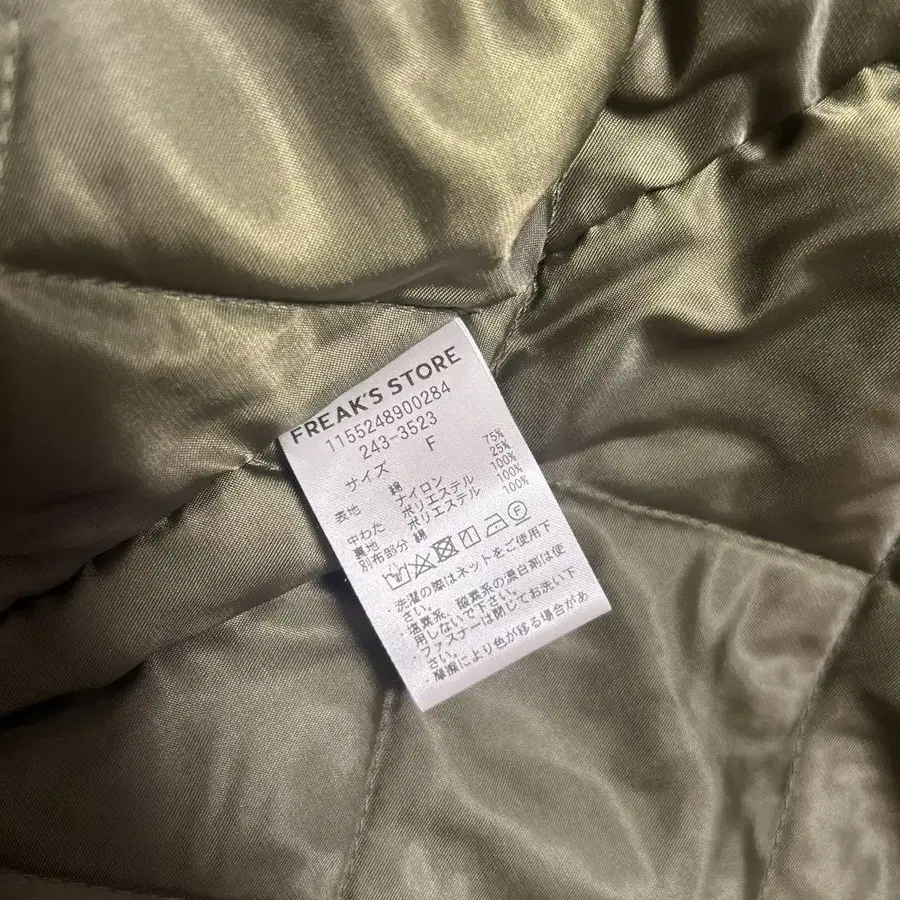 FREAK'S STORE
1155248900284
243-3523
サイズ F
表地 綿 75%
ナイロン 25%
中わた ポリエステル 100%
裏地 ポリエステル 100%
別布部分 綿 100%
・洗濯の際はネットをご使用下
さい。
・塩素系、酸素系の漂白剤は使
用しないで下さい。
・ファスナーは閉じてお洗い下
さい。
・摩擦により色が移る場合があ